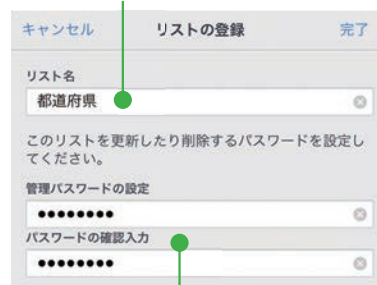 キャンセル リストの登録 完了
リスト名
都道府県
このリストを更新したり削除するパスワードを設定し
てください。
管理パスワードの設定
●●●●●●●●
パスワードの確認入力
●●●●●●●●